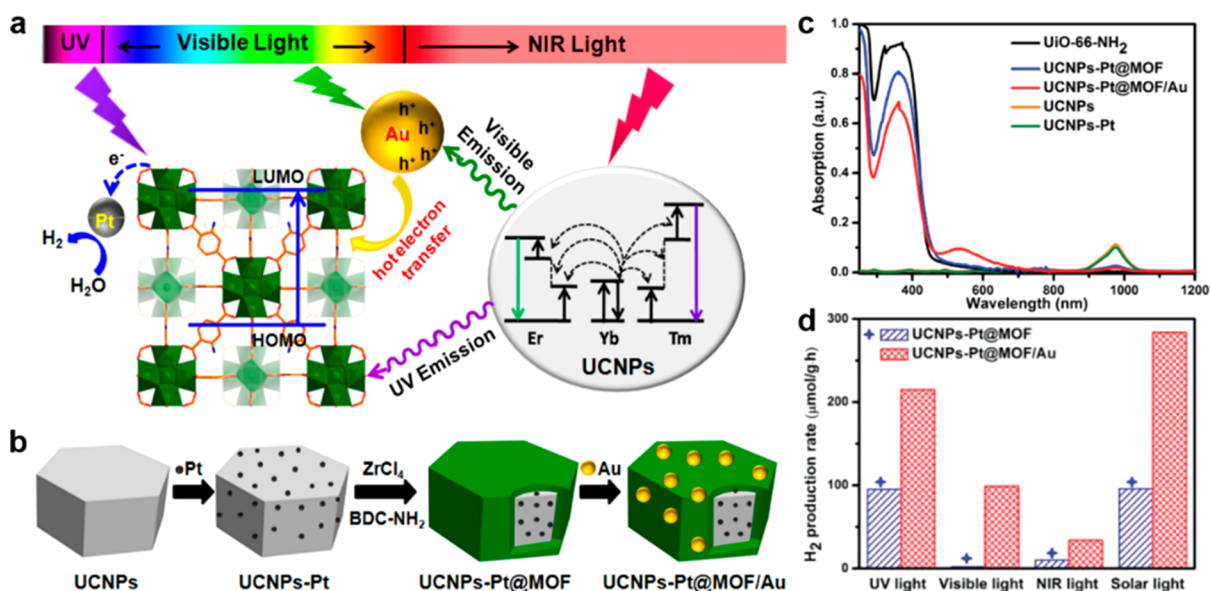 a
UV
Visible Light
NIR Light
h⁺
Au
h⁺
h⁺
h⁺
h⁺
Visible
Emission
e⁻
LUMO
Pt
H₂
H₂O
hot electron
transfer
HOMO
UV Emission
Er
Yb
Tm
UCNPs
b
Pt
ZrCl₄
BDC-NH₂
Au
UCNPs
UCNPs-Pt
UCNPs-Pt@MOF
UCNPs-Pt@MOF/Au
c
Absorption (a.u.)
1.0
0.8
0.6
0.4
0.2
0.0
UiO-66-NH₂
UCNPs-Pt@MOF
UCNPs-Pt@MOF/Au
UCNPs
UCNPs-Pt
400
600
800
1000
1200
Wavelength (nm)
d
H₂ production rate (μmol/g/h)
300
200
100
0
UCNPs-Pt@MOF
UCNPs-Pt@MOF/Au
UV light
Visible light
NIR light
Solar light